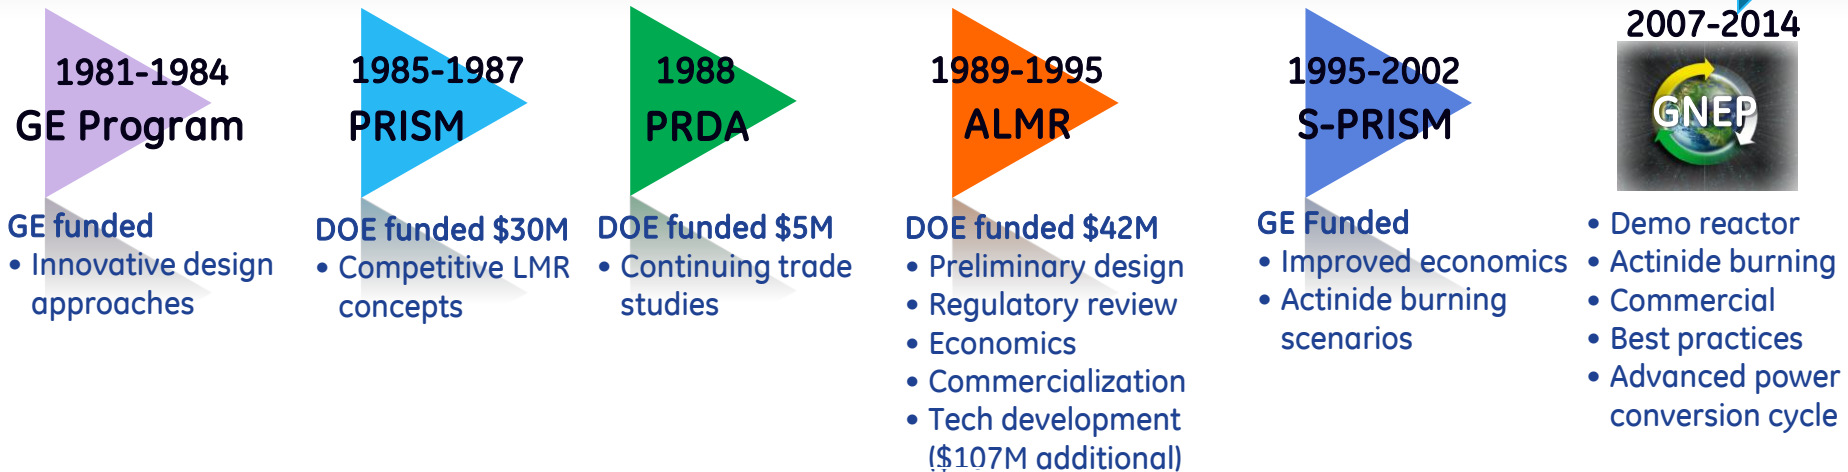 1981-1984
GE Program
GE funded
• Innovative design
approaches
1985-1987
PRISM
DOE funded $30M
• Competitive LMR
concepts
1988
PRDA
DOE funded $5M
• Continuing trade
studies
1989-1995
ALMR
DOE funded $42M
• Preliminary design
• Regulatory review
• Economics
• Commercialization
• Tech development
($107M additional)
1995-2002
S-PRISM
GE Funded
• Improved economics
• Actinide burning
scenarios
2007-2014
GNEP
• Demo reactor
• Actinide burning
• Commercial
• Best practices
• Advanced power
conversion cycle